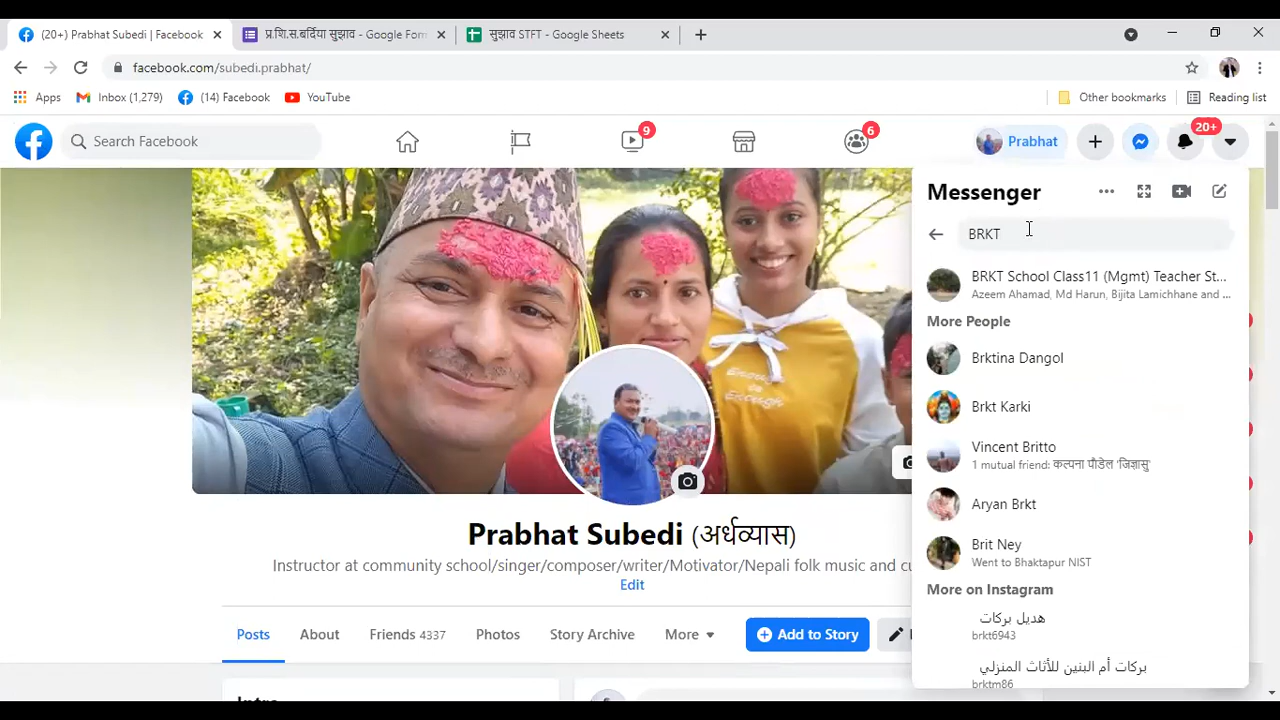 (20+) Prabhat Subedi | Facebook
प्र.शि.स.बर्दिया सुझाव - Google For
सुझाव STFT - Google Sheets
facebook.com/subedi.prabhat/
Apps
Inbox (1,279)
(14) Facebook
YouTube
Other bookmarks
Reading list
Search Facebook
9
6
Prabhat
20+
Messenger
BRKT
BRKT School Class11 (Mgmt) Teacher St...
Azeem Ahamad, Md Harun, Bijita Lamichhane and ...
More People
Brktina Dangol
Brkt Karki
Vincent Britto
1 mutual friend: कल्पना पौडेल 'जिज्ञासु'
Aryan Brkt
Brit Ney
Went to Bhaktapur NIST
More on Instagram
هديل بركات
brkt6943
بركات أم البنين للأثاث المنزلي
brktm86
Prabhat Subedi (अर्धव्यास)
Instructor at community school/singer/composer/writer/Motivator/Nepali folk music and cu
Edit
Posts
About
Friends 4337
Photos
Story Archive
More
Add to Story
Intro